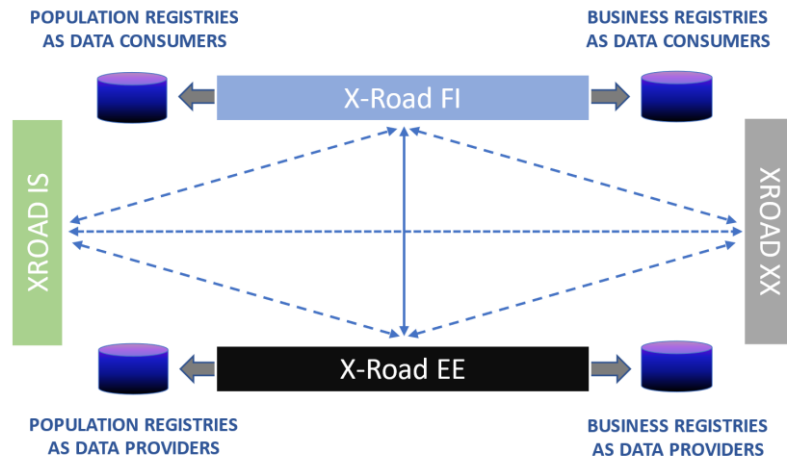 POPULATION REGISTRIES
AS DATA CONSUMERS
BUSINESS REGISTRIES
AS DATA CONSUMERS
X-Road FI
XROAD IS
XROAD XX
X-Road EE
POPULATION REGISTRIES
AS DATA PROVIDERS
BUSINESS REGISTRIES
AS DATA PROVIDERS